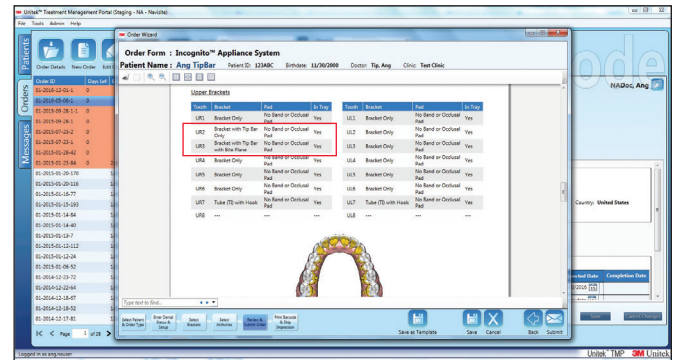 Unitek™ Treatment Management Portal (Staging - NA - Navisite)
File Tools Admin Help
Order Wizard
Order Form : Incognito™ Appliance System
Patient Name : Ang TipBar Patient ID: 123ABC Birthdate: 11/30/2000 Doctor: Tip, Ang Clinic: Test Clinic
Patients
Orders
Messages
Order Details New Order
NADoc, Ang
Order ID Days Left
01-2016-12-01-1 0
01-2016-05-06-1 0
01-2015-09-28-1-1 0
01-2015-09-28-1 0
01-2015-07-23-2 0
01-2015-07-23-1 0
01-2015-01-28-42 0
01-2015-01-23-84 0
01-2015-01-20-170
01-2015-01-20-116
01-2015-01-16-77
01-2015-01-15-193
01-2015-01-14-84
01-2015-01-14-40
01-2015-01-13-7
01-2015-01-12-112
01-2015-01-12-24
01-2015-01-06-52
01-2014-12-23-72
01-2014-12-22-64
01-2014-12-18-67
01-2014-12-18-52
01-2014-12-17-81
Page 1 of 28
Upper Brackets
Tooth Bracket Pad In Tray
UR1 Bracket Only No Band or Occlusal Pad Yes
UR2 Bracket with Tip Bar Only No Band or Occlusal Pad Yes
UR3 Bracket with Tip Bar with Bite Plane No Band or Occlusal Pad Yes
UR4 Bracket Only No Band or Occlusal Pad Yes
UR5 Bracket Only No Band or Occlusal Pad Yes
UR6 Bracket Only No Band or Occlusal Pad Yes
UR7 Tube (TI) with Hook No Band or Occlusal Pad Yes
UR8 --- --- ---
Tooth Bracket Pad In Tray
UL1 Bracket Only No Band or Occlusal Pad Yes
UL2 Bracket Only No Band or Occlusal Pad Yes
UL3 Bracket Only No Band or Occlusal Pad Yes
UL4 Bracket Only No Band or Occlusal Pad Yes
UL5 Bracket Only No Band or Occlusal Pad Yes
UL6 Bracket Only No Band or Occlusal Pad Yes
UL7 Tube (TI) with Hook No Band or Occlusal Pad Yes
UL8 --- --- ---
Country: United States
Completion Date
Type text to find...
Select Patient & Order Type
Enter Dental Status & Setup
Select Brackets
Select Archwires
Review & Submit Order
Print Barcode & Ship Impression
Save as Template Save Cancel Back Submit
Save Cancel Changes
Logged in as ang.nauser
Unitek™ TMP 3M Unitek